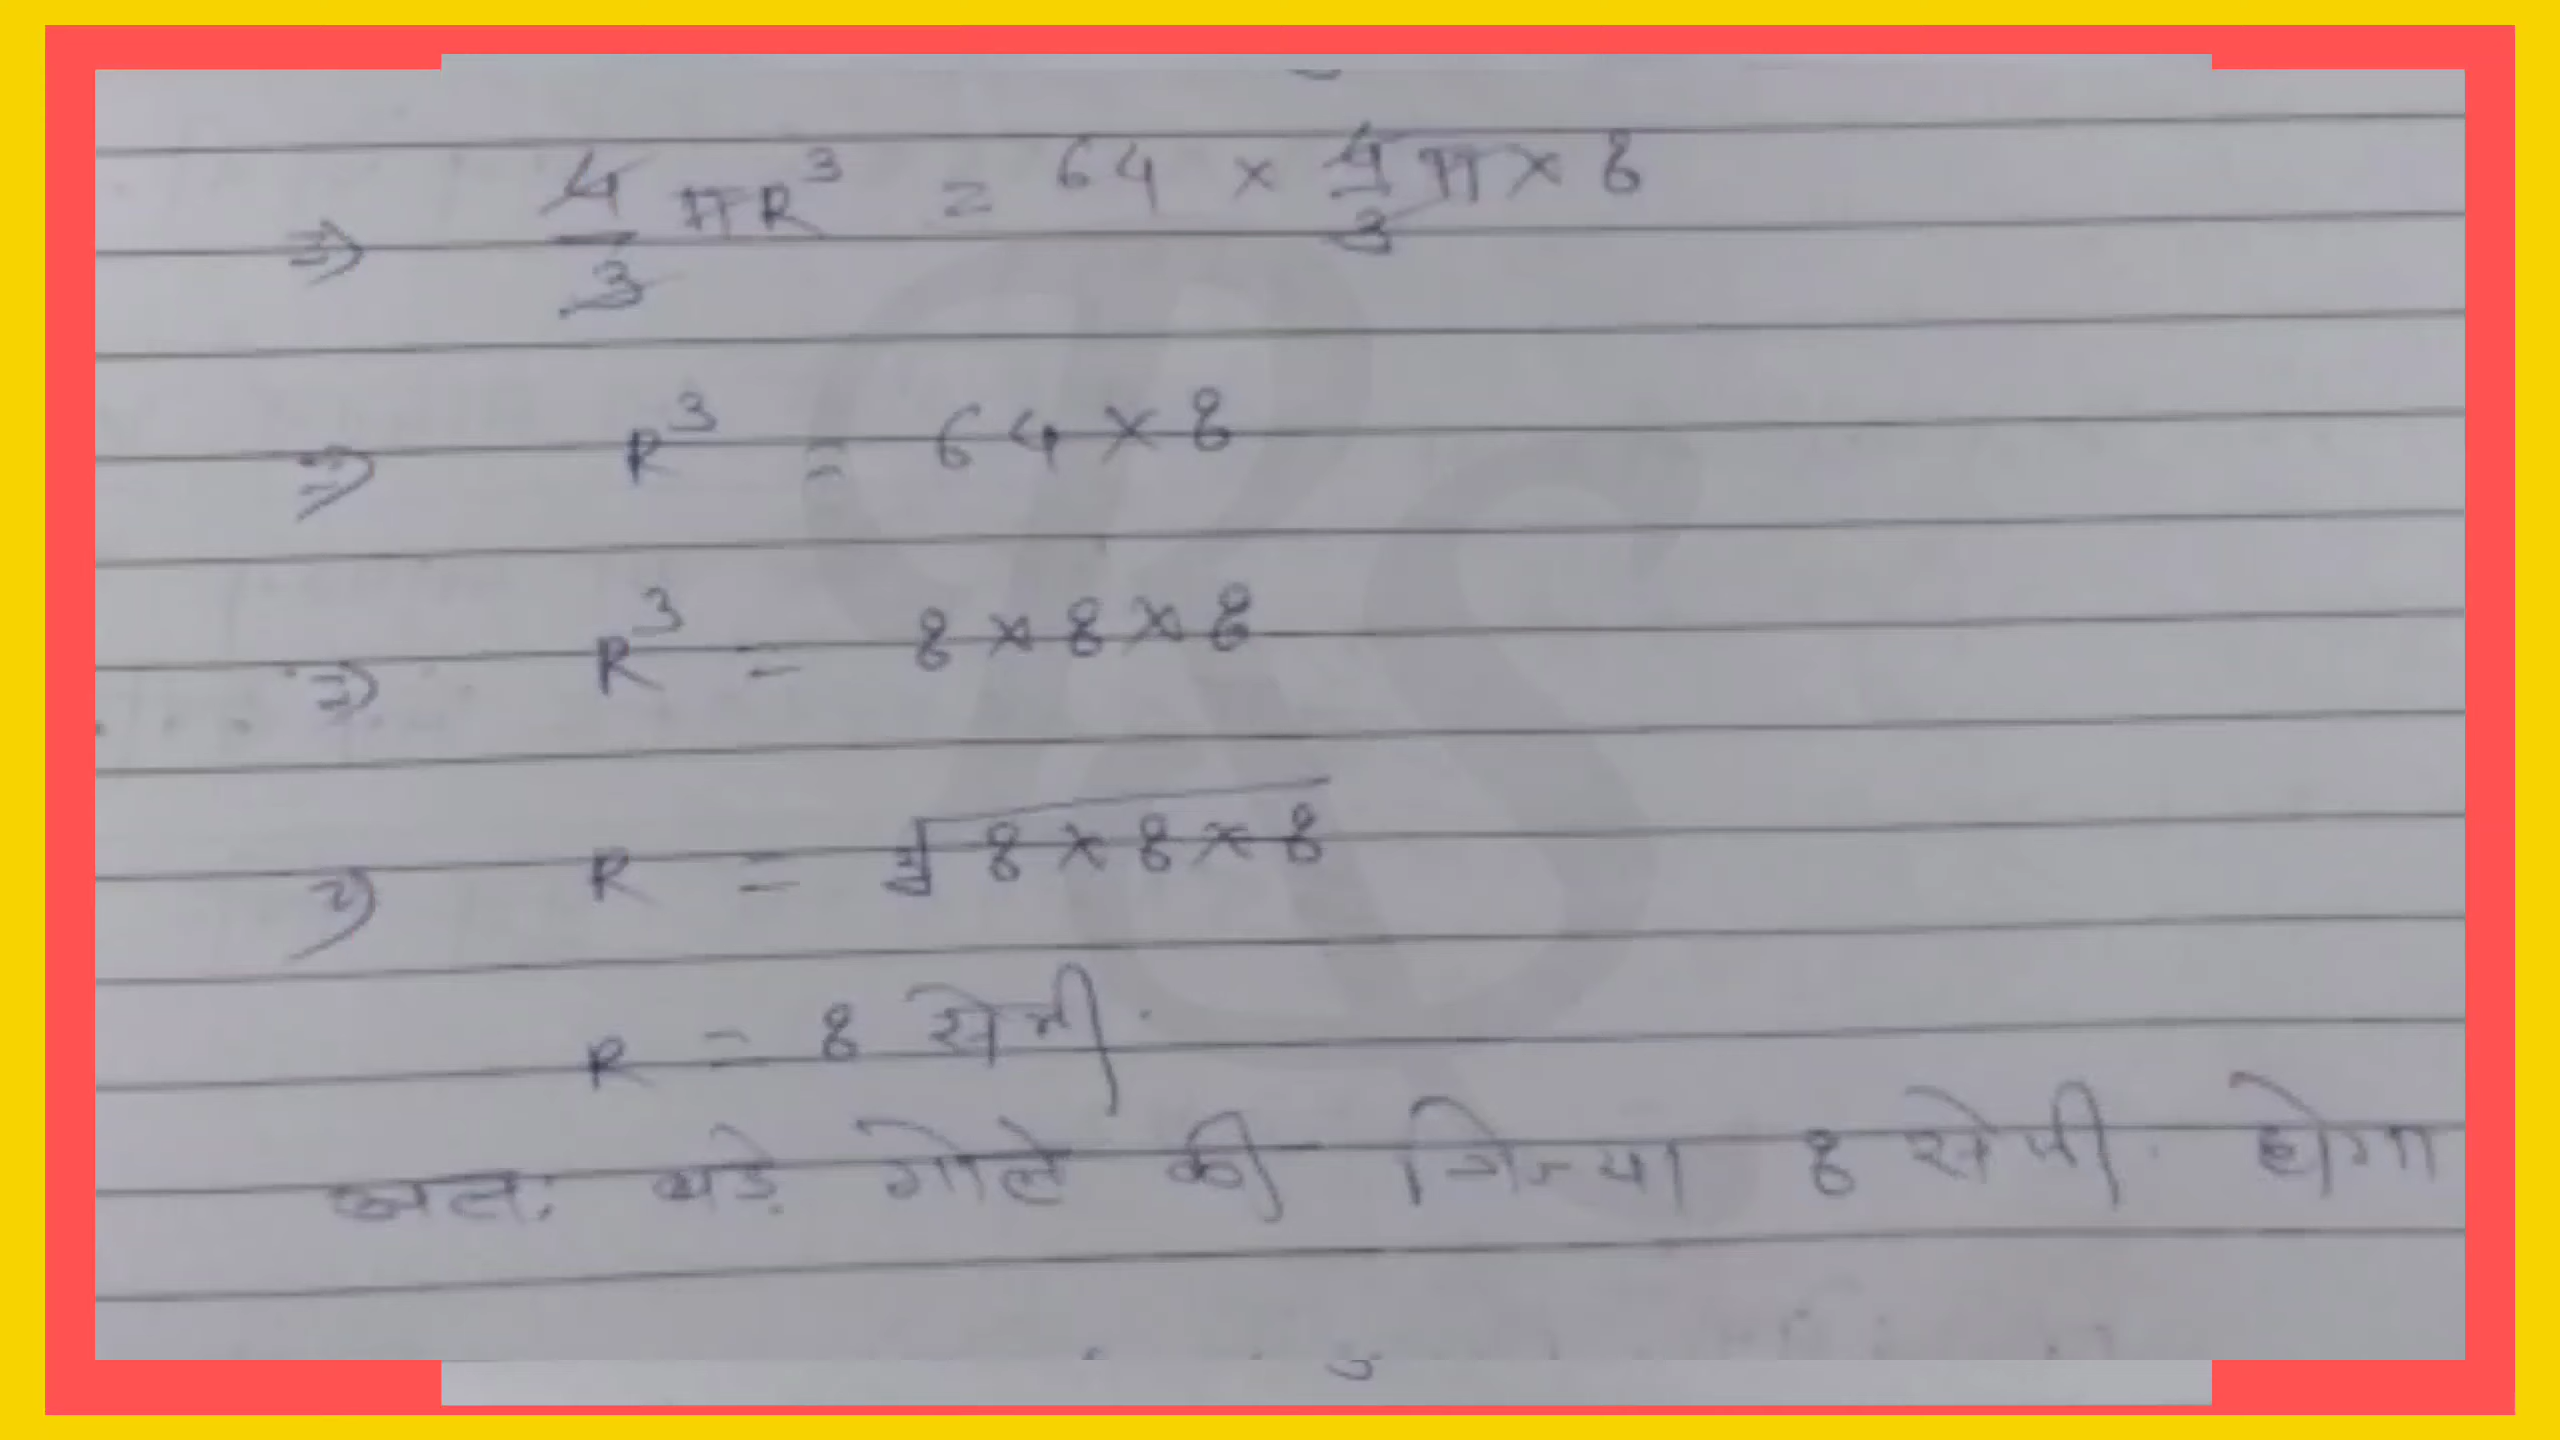 ⇒ 4/3 πR³ = 64 × 4/3 π × 8
⇒ R³ = 64 × 8
⇒ R³ = 8 × 8 × 8
⇒ R = ∛8 × 8 × 8
R = 8 सेमी.
अतः बड़े गोले की त्रिज्या 8 सेमी. होगा